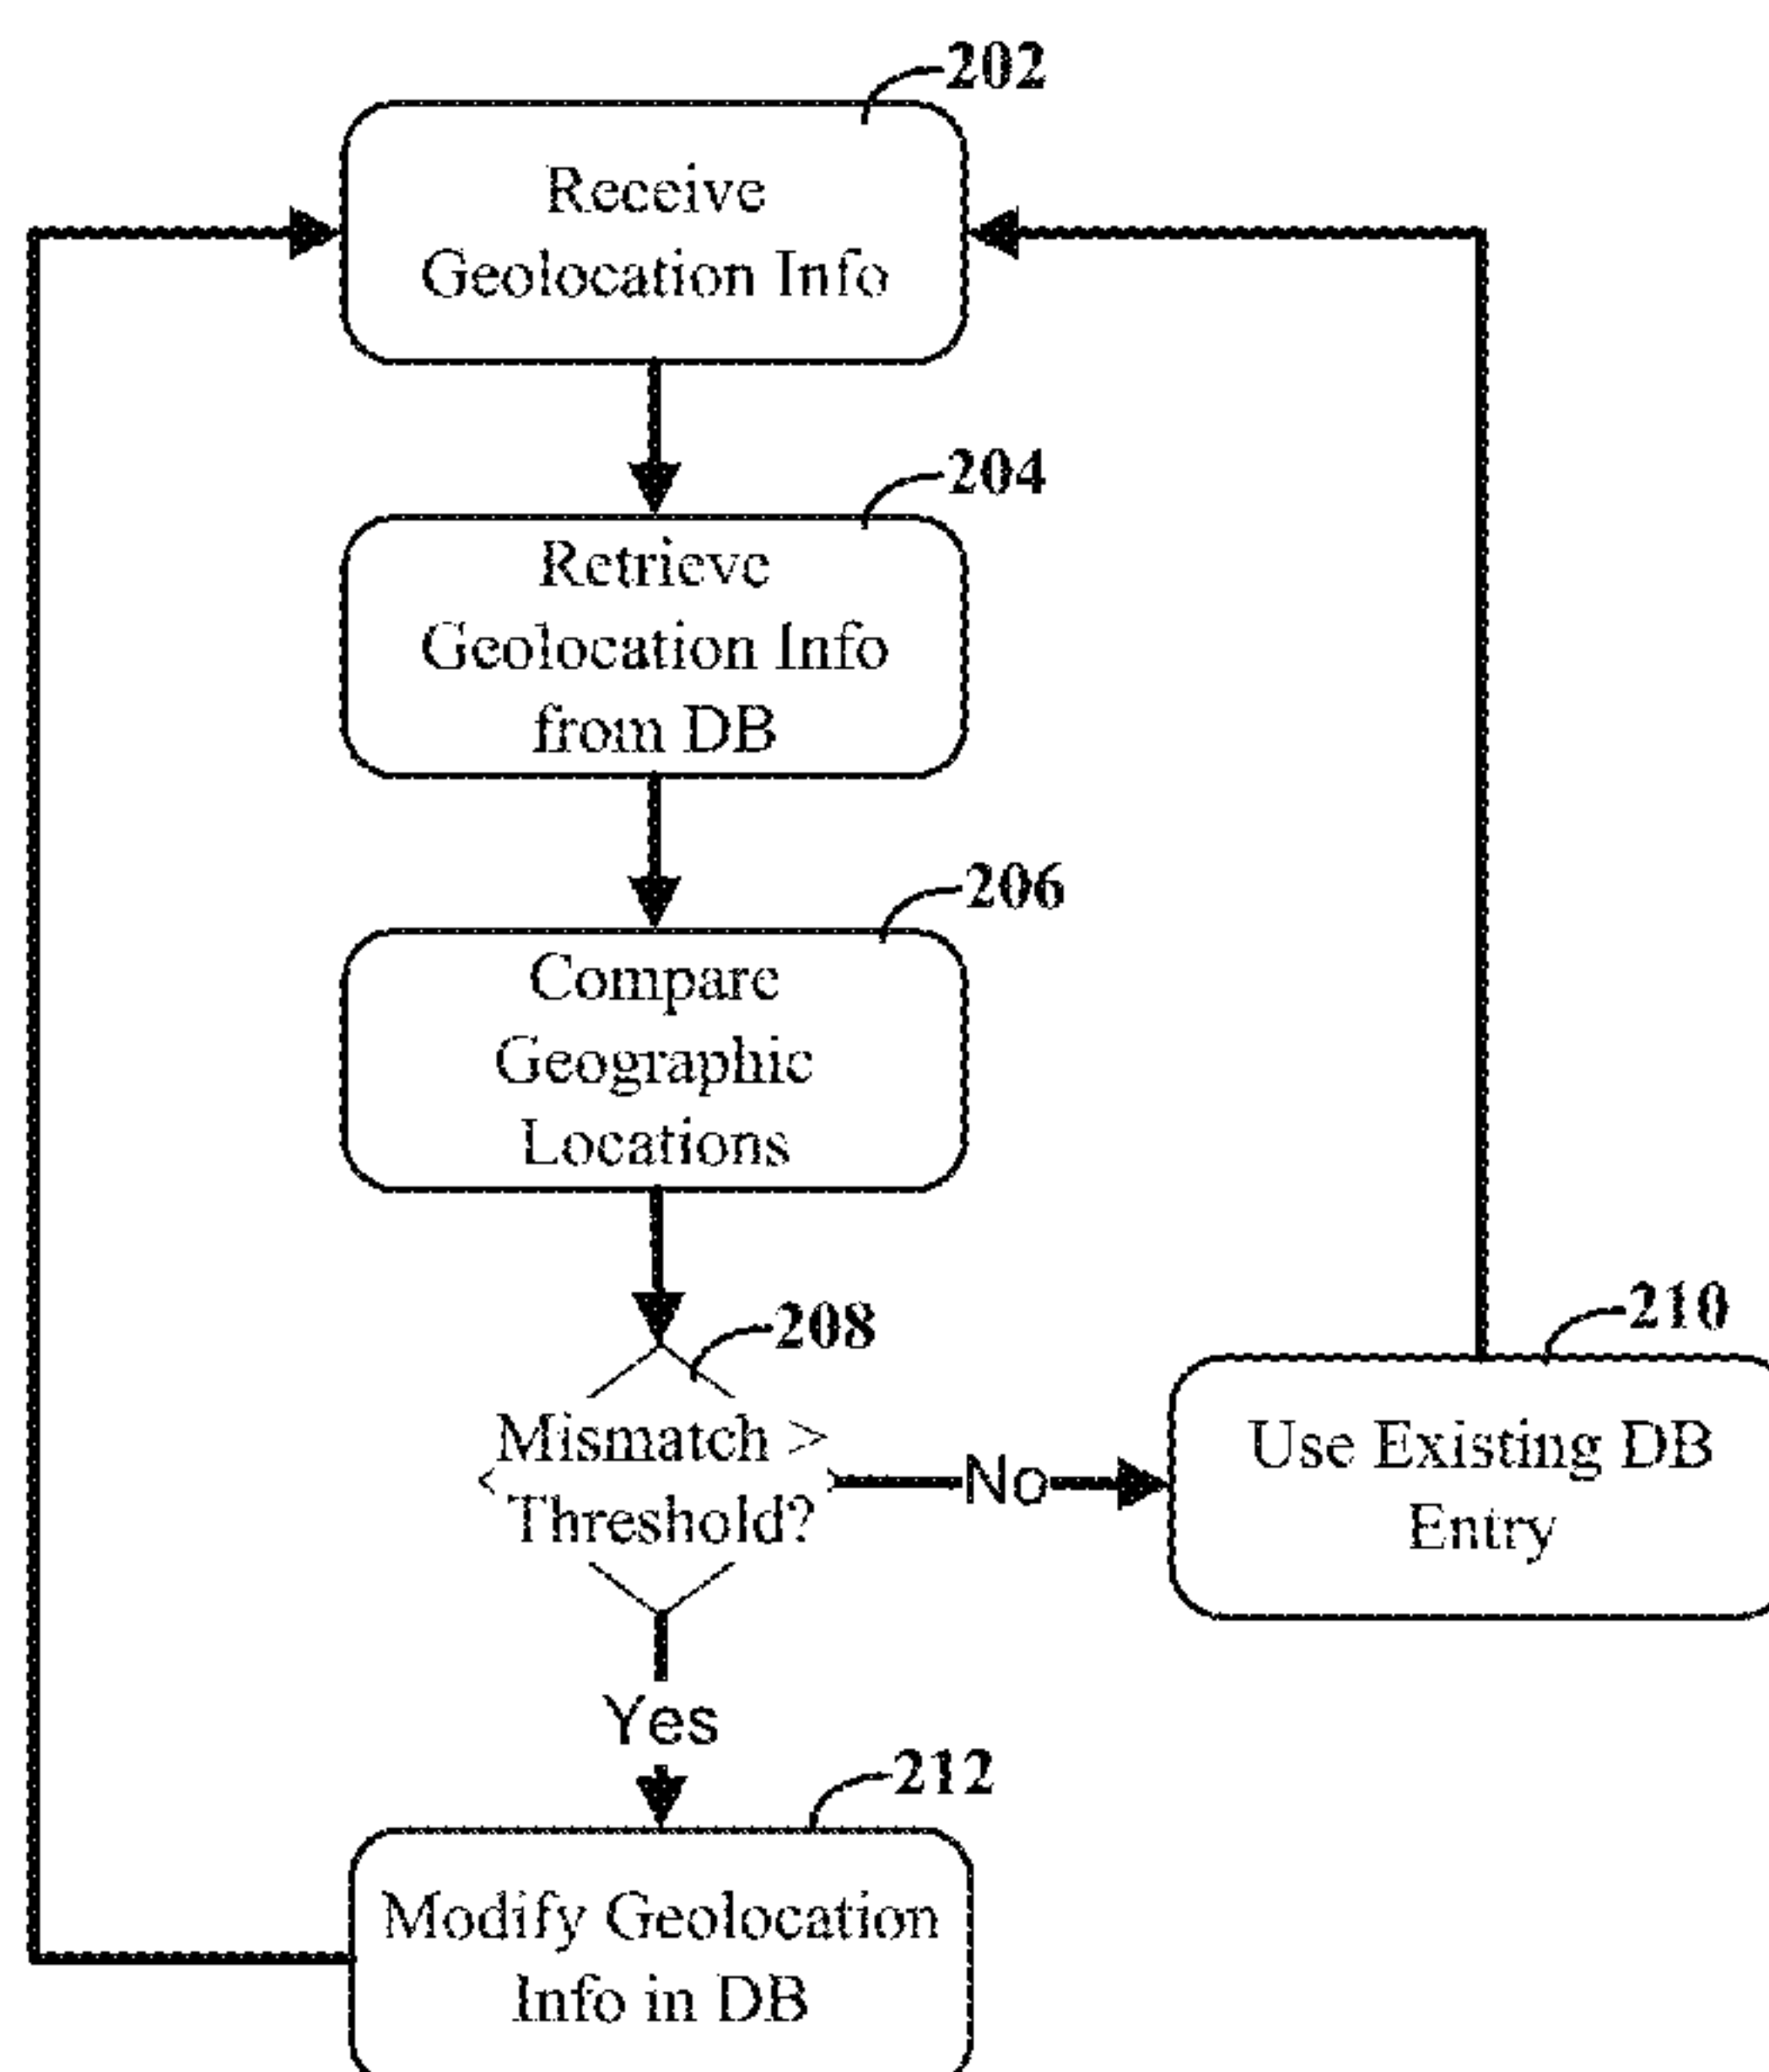 202
Receive
Geolocation Info
204
Retrieve
Geolocation Info
from DB
206
Compare
Geographic
Locations
208
Mismatch >
Threshold?
No
210
Use Existing DB
Entry
Yes
212
Modify Geolocation
Info in DB